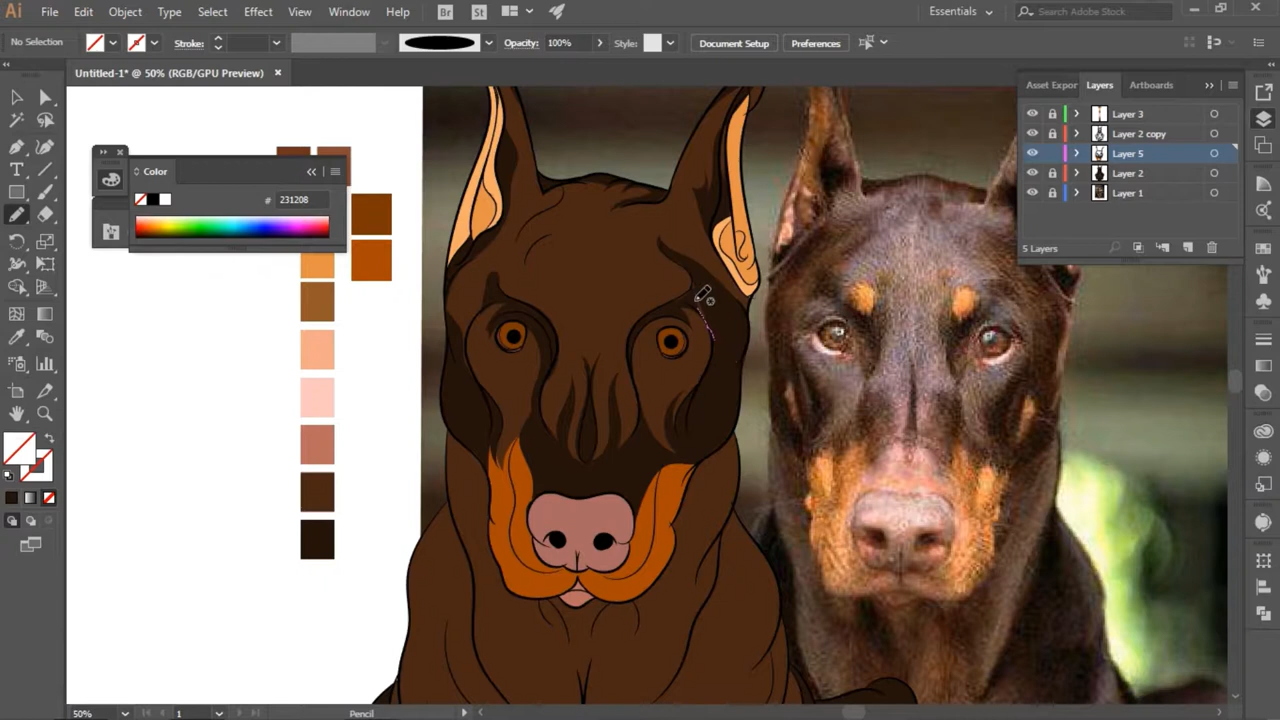 Ai File Edit Object Type Select Effect View Window Help Br St Essentials Search Adobe Stock
No Selection Stroke: Opacity: 100% Style: Document Setup Preferences
Untitled-1* @ 50% (RGB/GPU Preview)
Asset Expor Layers Artboards
Layer 3
Layer 2 copy
Layer 5
Layer 2
Layer 1
5 Layers
Color
# 231208
50% 1 Pencil